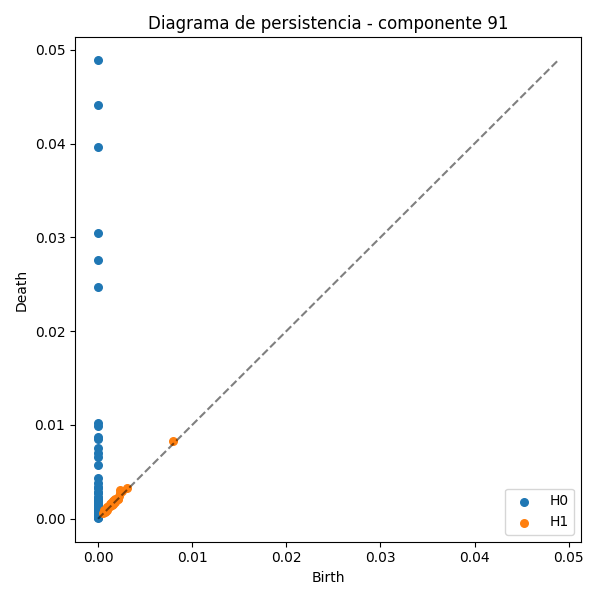 Diagrama de persistencia - componente 91
Death
0.05
0.04
0.03
0.02
0.01
0.00
0.00 0.01 0.02 0.03 0.04 0.05
Birth
H0
H1